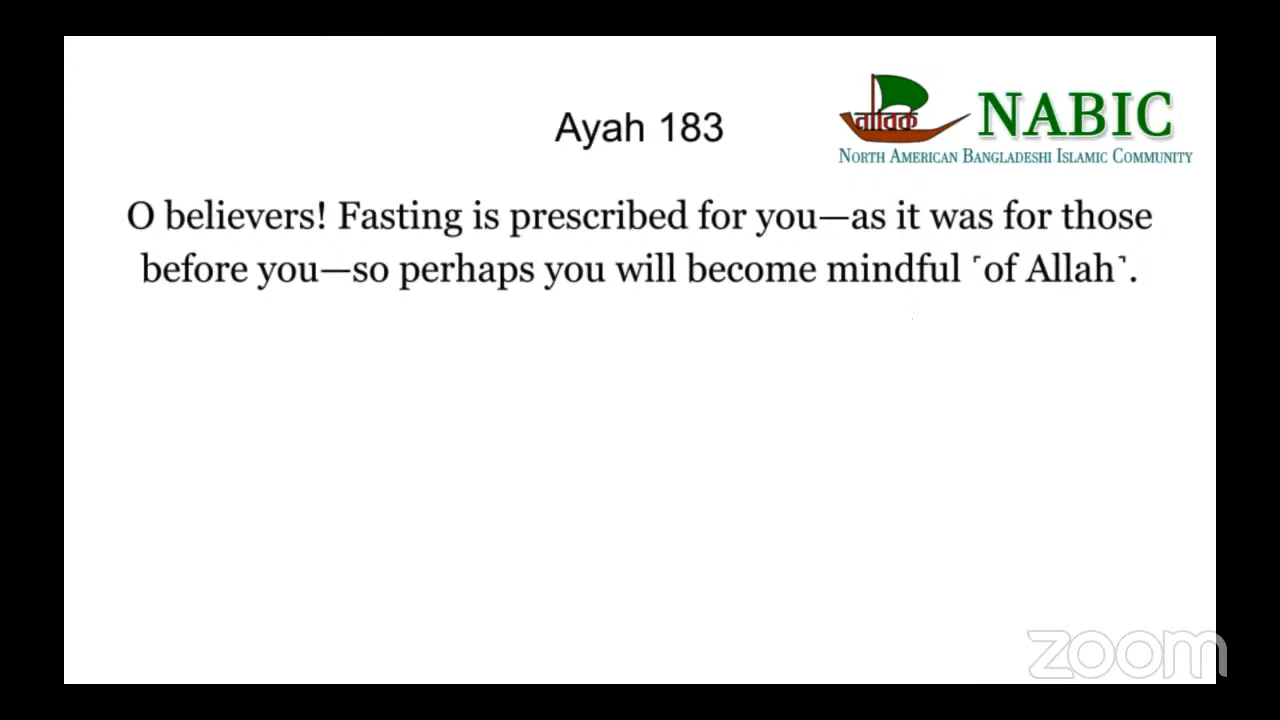 Ayah 183
নাবিক
NABIC
North American Bangladeshi Islamic Community
O believers! Fasting is prescribed for you—as it was for those
before you—so perhaps you will become mindful ˹of Allah˺.
zoom